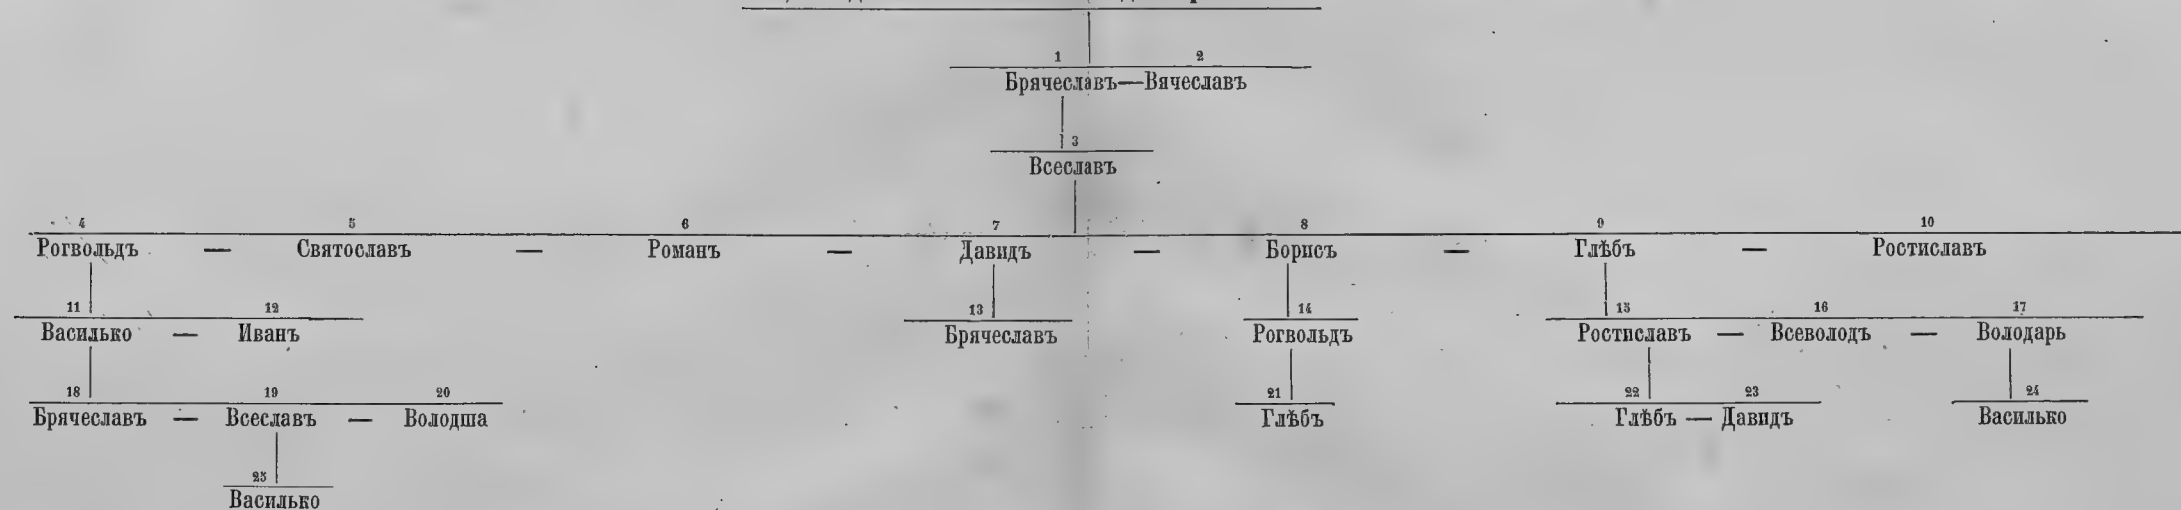 1 2
Брячеславъ—Вячеславъ
3
Всеславъ
4 5 6 7 8 9 10
Рогвольдъ — Святославъ — Романъ — Давидъ — Борисъ — Глѣбъ — Ростиславъ
11 12 13 14 15 16 17
Василько — Иванъ Брячеславъ Рогвольдъ Ростиславъ — Всеволодъ — Володарь
18 19 20 21 22 23 24
Брячеславъ — Всеславъ — Володша Глѣбъ Глѣбъ — Давидъ Василько
25
Василько